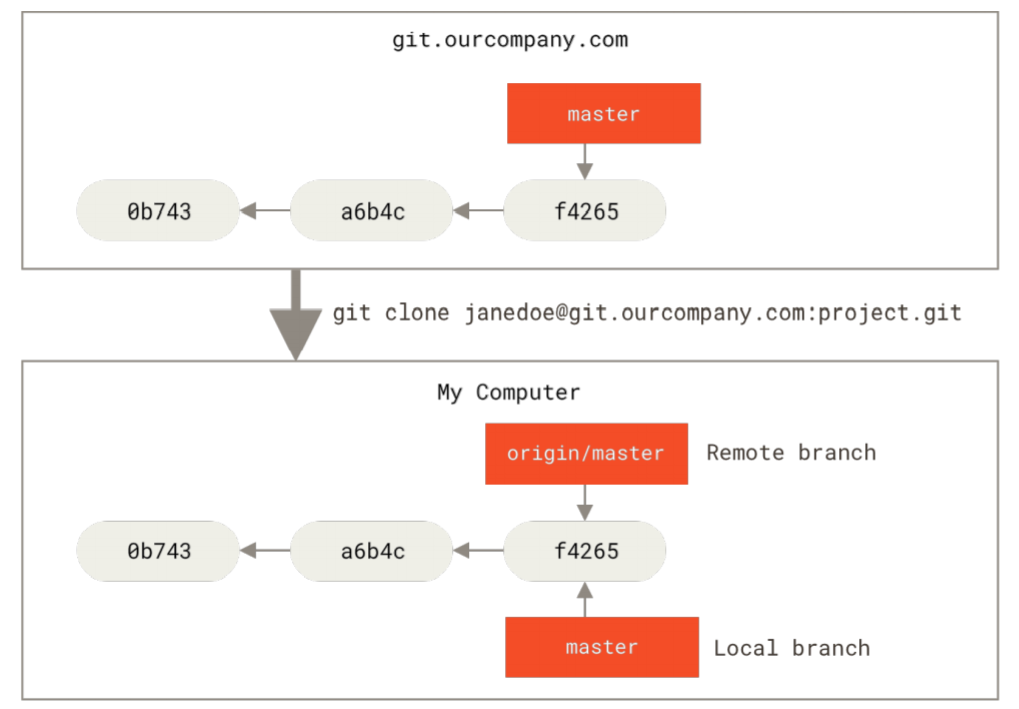 git.ourcompany.com
master
0b743
a6b4c
f4265
git clone janedoe@git.ourcompany.com:project.git
My Computer
origin/master
Remote branch
0b743
a6b4c
f4265
master
Local branch